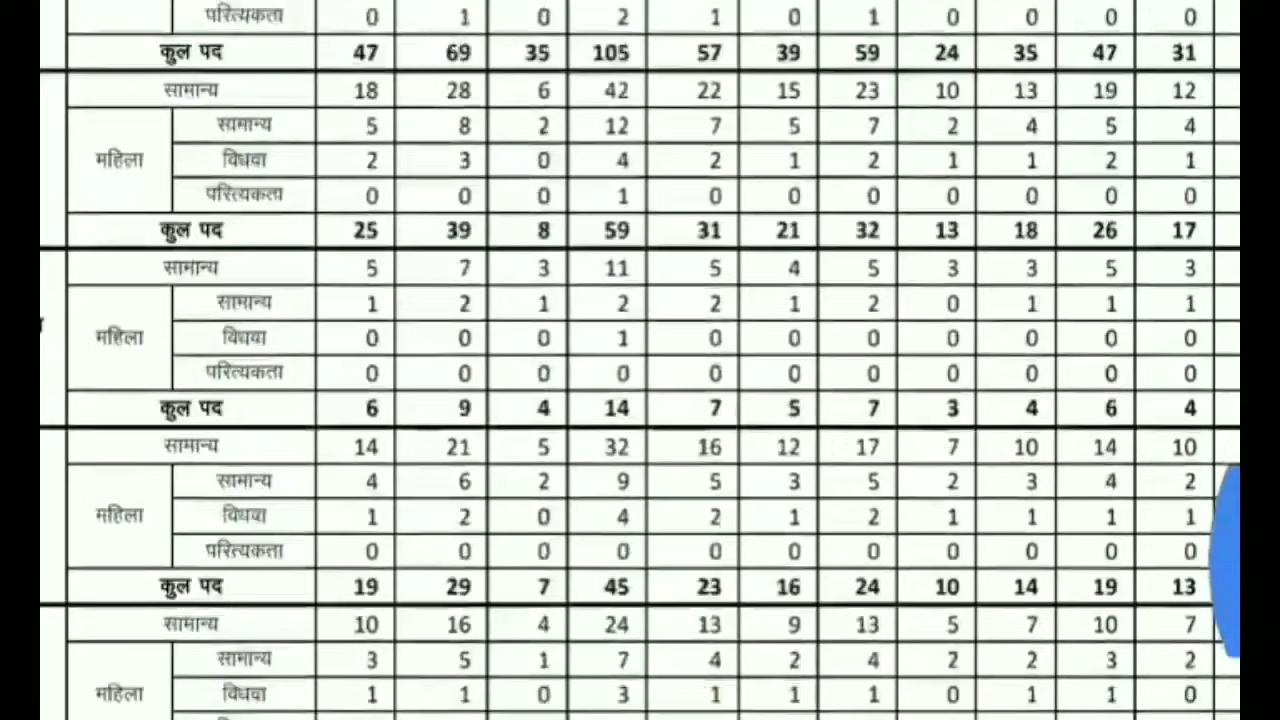 परित्यकता 0 1 0 2 1 0 1 0 0 0 0
कुल पद 47 69 35 105 57 39 59 24 35 47 31
सामान्य 18 28 6 42 22 15 23 10 13 19 12
सामान्य 5 8 2 12 7 5 7 2 4 5 4
महिला विधवा 2 3 0 4 2 1 2 1 1 2 1
परित्यकता 0 0 0 1 0 0 0 0 0 0 0
कुल पद 25 39 8 59 31 21 32 13 18 26 17
सामान्य 5 7 3 11 5 4 5 3 3 5 3
सामान्य 1 2 1 2 2 1 2 0 1 1 1
महिला विधवा 0 0 0 1 0 0 0 0 0 0 0
परित्यकता 0 0 0 0 0 0 0 0 0 0 0
कुल पद 6 9 4 14 7 5 7 3 4 6 4
सामान्य 14 21 5 32 16 12 17 7 10 14 10
सामान्य 4 6 2 9 5 3 5 2 3 4 2
महिला विधवा 1 2 0 4 2 1 2 1 1 1 1
परित्यकता 0 0 0 0 0 0 0 0 0 0 0
कुल पद 19 29 7 45 23 16 24 10 14 19 13
सामान्य 10 16 4 24 13 9 13 5 7 10 7
सामान्य 3 5 1 7 4 2 4 2 2 3 2
महिला विधवा 1 1 0 3 1 1 1 0 1 1 0